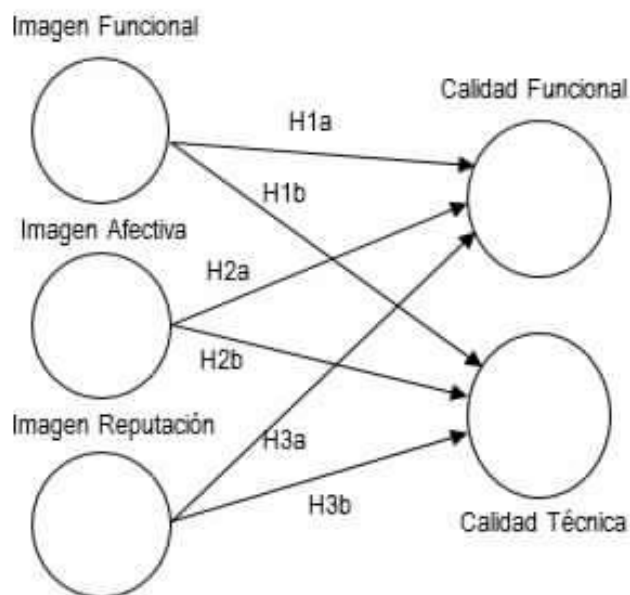 Imagen Funcional
Calidad Funcional
H1a
H1b
Imagen Afectiva
H2a
H2b
Imagen Reputación
H3a
H3b
Calidad Técnica